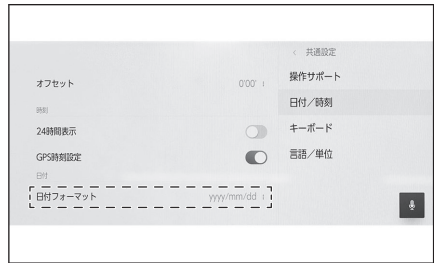 ‹ 共通設定
オフセット 0'00'
時刻
24時間表示
GPS時刻設定
日付
日付フォーマット yyyy/mm/dd
操作サポート
日付／時刻
キーボード
言語／単位